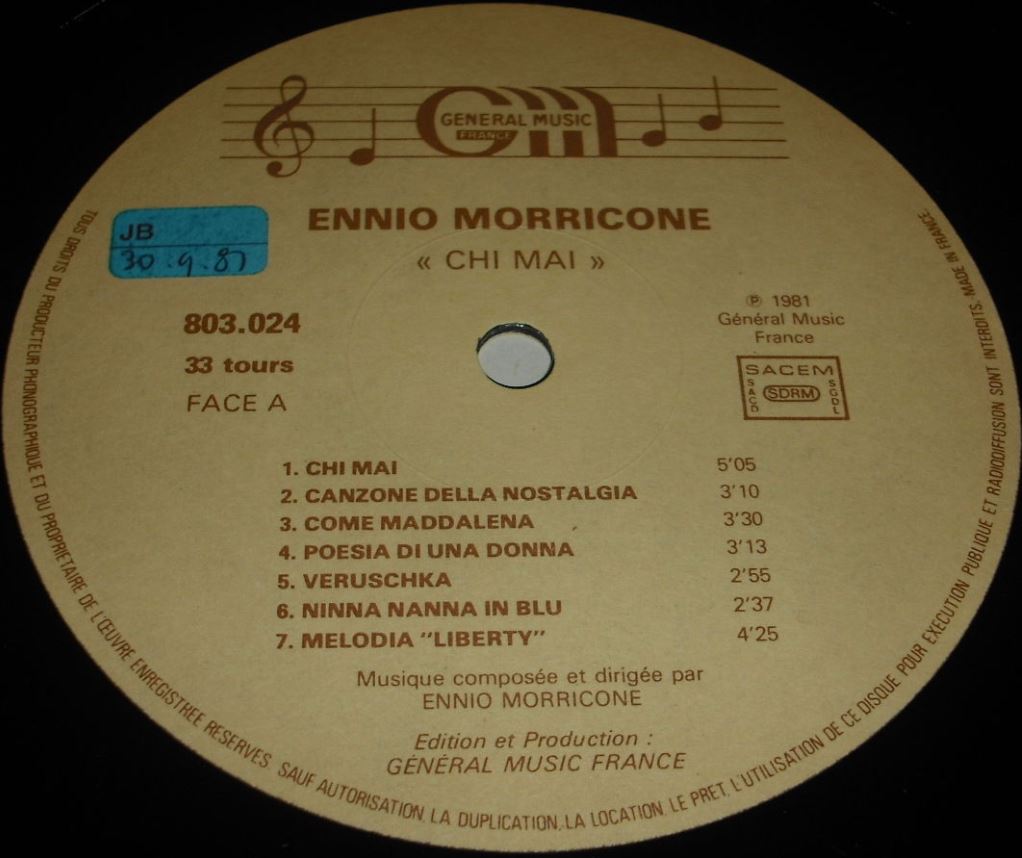 GENERAL MUSIC
FRANCE
ENNIO MORRICONE
« CHI MAI »
JB
30.9.81
803.024
33 tours
FACE A
℗ 1981
Général Music
France
SACEM
SACD
SDRM
SGDL
1. CHI MAI 5'05
2. CANZONE DELLA NOSTALGIA 3'10
3. COME MADDALENA 3'30
4. POESIA DI UNA DONNA 3'13
5. VERUSCHKA 2'55
6. NINNA NANNA IN BLU 2'37
7. MELODIA "LIBERTY" 4'25
Musique composée et dirigée par
ENNIO MORRICONE
Edition et Production :
GÉNÉRAL MUSIC FRANCE
TOUS DROITS DU PRODUCTEUR PHONOGRAPHIQUE ET DU PROPRIETAIRE DE L'ŒUVRE ENREGISTREE RESERVES. SAUF AUTORISATION, LA DUPLICATION, LA LOCATION, LE PRET, L'UTILISATION DE CE DISQUE POUR EXECUTION PUBLIQUE ET RADIODIFFUSION SONT INTERDITS. MADE IN FRANCE